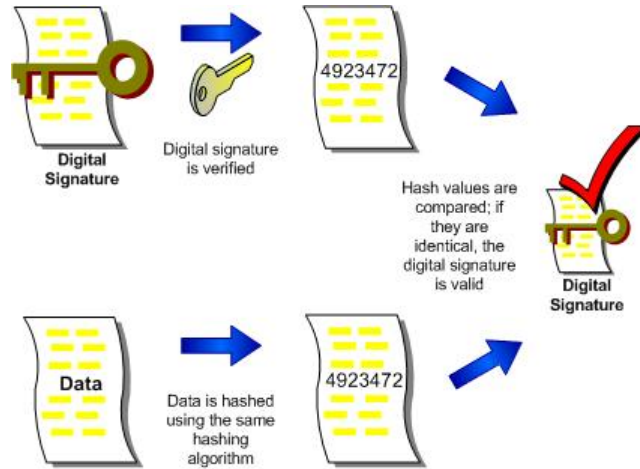 4923472
Digital
Signature
Digital signature
is verified
Hash values are
compared; if
they are
identical, the
digital signature
is valid
Digital
Signature
Data
Data is hashed
using the same
hashing
algorithm
4923472